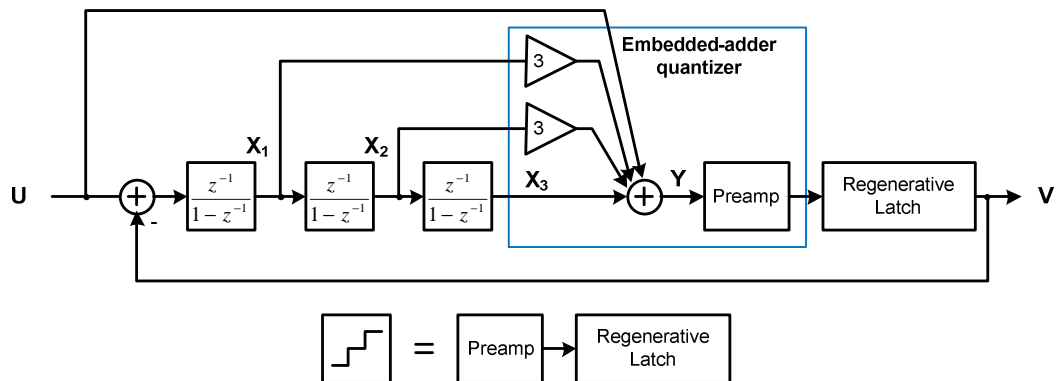 Embedded-adder
quantizer
3
3
X₁
X₂
X₃
U
+
-
z⁻¹
1 − z⁻¹
z⁻¹
1 − z⁻¹
z⁻¹
1 − z⁻¹
+
Y
Preamp
Regenerative
Latch
V
=
Preamp
Regenerative
Latch